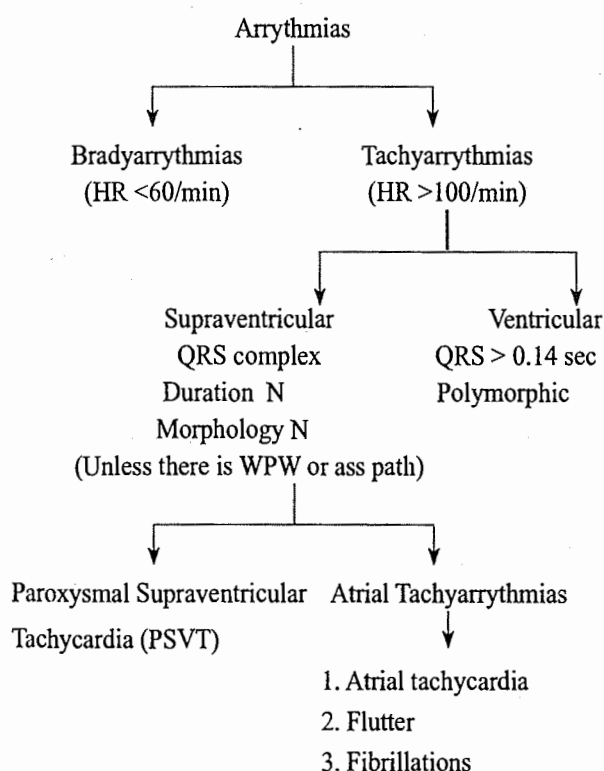 Arrythmias
Bradyarrythmias
(HR <60/min)
Tachyarrythmias
(HR >100/min)
Supraventricular
QRS complex
Duration N
Morphology N
(Unless there is WPW or ass path)
Ventricular
QRS > 0.14 sec
Polymorphic
Paroxysmal Supraventricular
Tachycardia (PSVT)
Atrial Tachyarrythmias
1. Atrial tachycardia
2. Flutter
3. Fibrillations